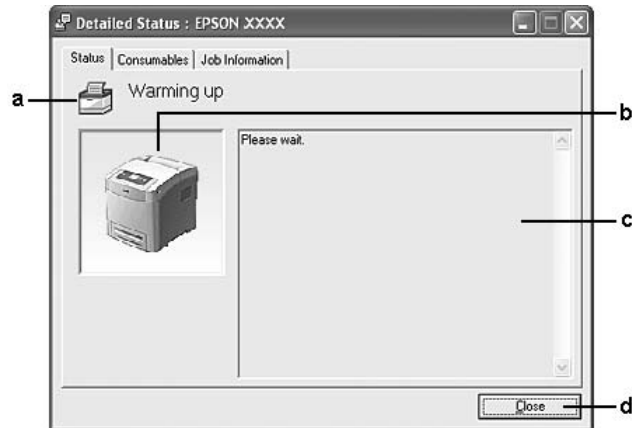 Detailed Status : EPSON XXXX
Status Consumables Job Information
a
Warming up
b
Please wait.
c
Close
d